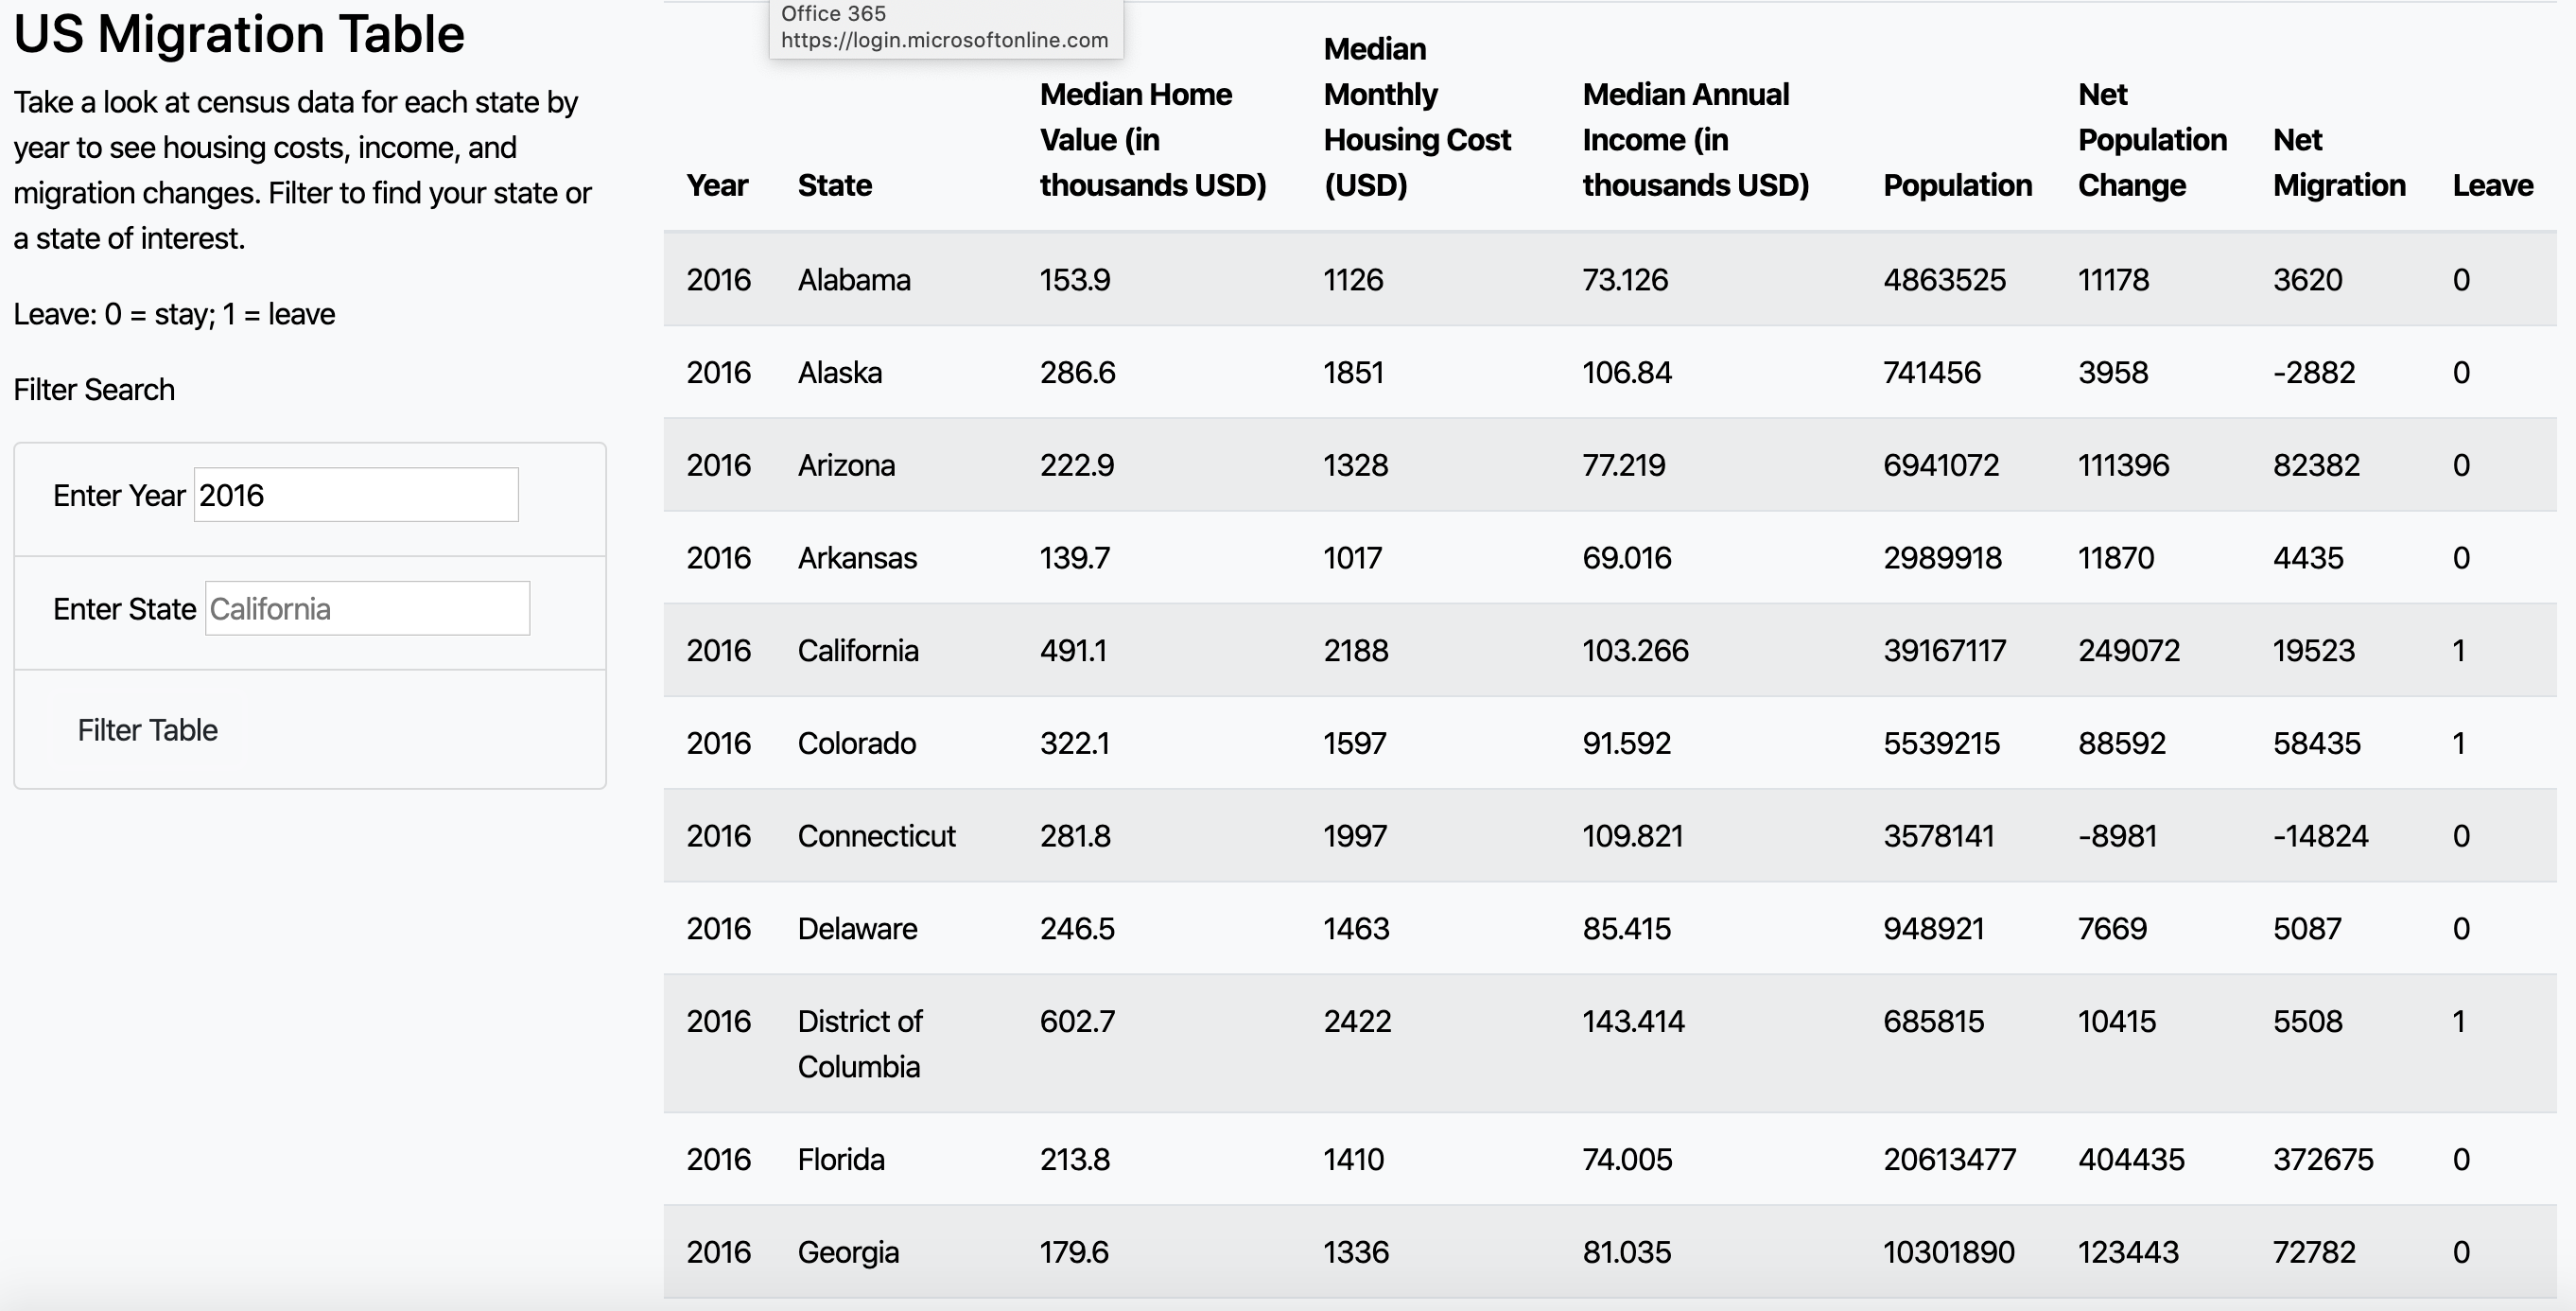 US Migration Table
Take a look at census data for each state by
year to see housing costs, income, and
migration changes. Filter to find your state or
a state of interest.
Leave: 0 = stay; 1 = leave
Filter Search
Enter Year 2016
Enter State California
Filter Table
Office 365
https://login.microsoftonline.com
Year
State
Median Home
Value (in
thousands USD)
Median
Monthly
Housing Cost
(USD)
Median Annual
Income (in
thousands USD)
Population
Net
Population
Change
Net
Migration
Leave
2016 Alabama 153.9 1126 73.126 4863525 11178 3620 0
2016 Alaska 286.6 1851 106.84 741456 3958 -2882 0
2016 Arizona 222.9 1328 77.219 6941072 111396 82382 0
2016 Arkansas 139.7 1017 69.016 2989918 11870 4435 0
2016 California 491.1 2188 103.266 39167117 249072 19523 1
2016 Colorado 322.1 1597 91.592 5539215 88592 58435 1
2016 Connecticut 281.8 1997 109.821 3578141 -8981 -14824 0
2016 Delaware 246.5 1463 85.415 948921 7669 5087 0
2016 District of 602.7 2422 143.414 685815 10415 5508 1
Columbia
2016 Florida 213.8 1410 74.005 20613477 404435 372675 0
2016 Georgia 179.6 1336 81.035 10301890 123443 72782 0